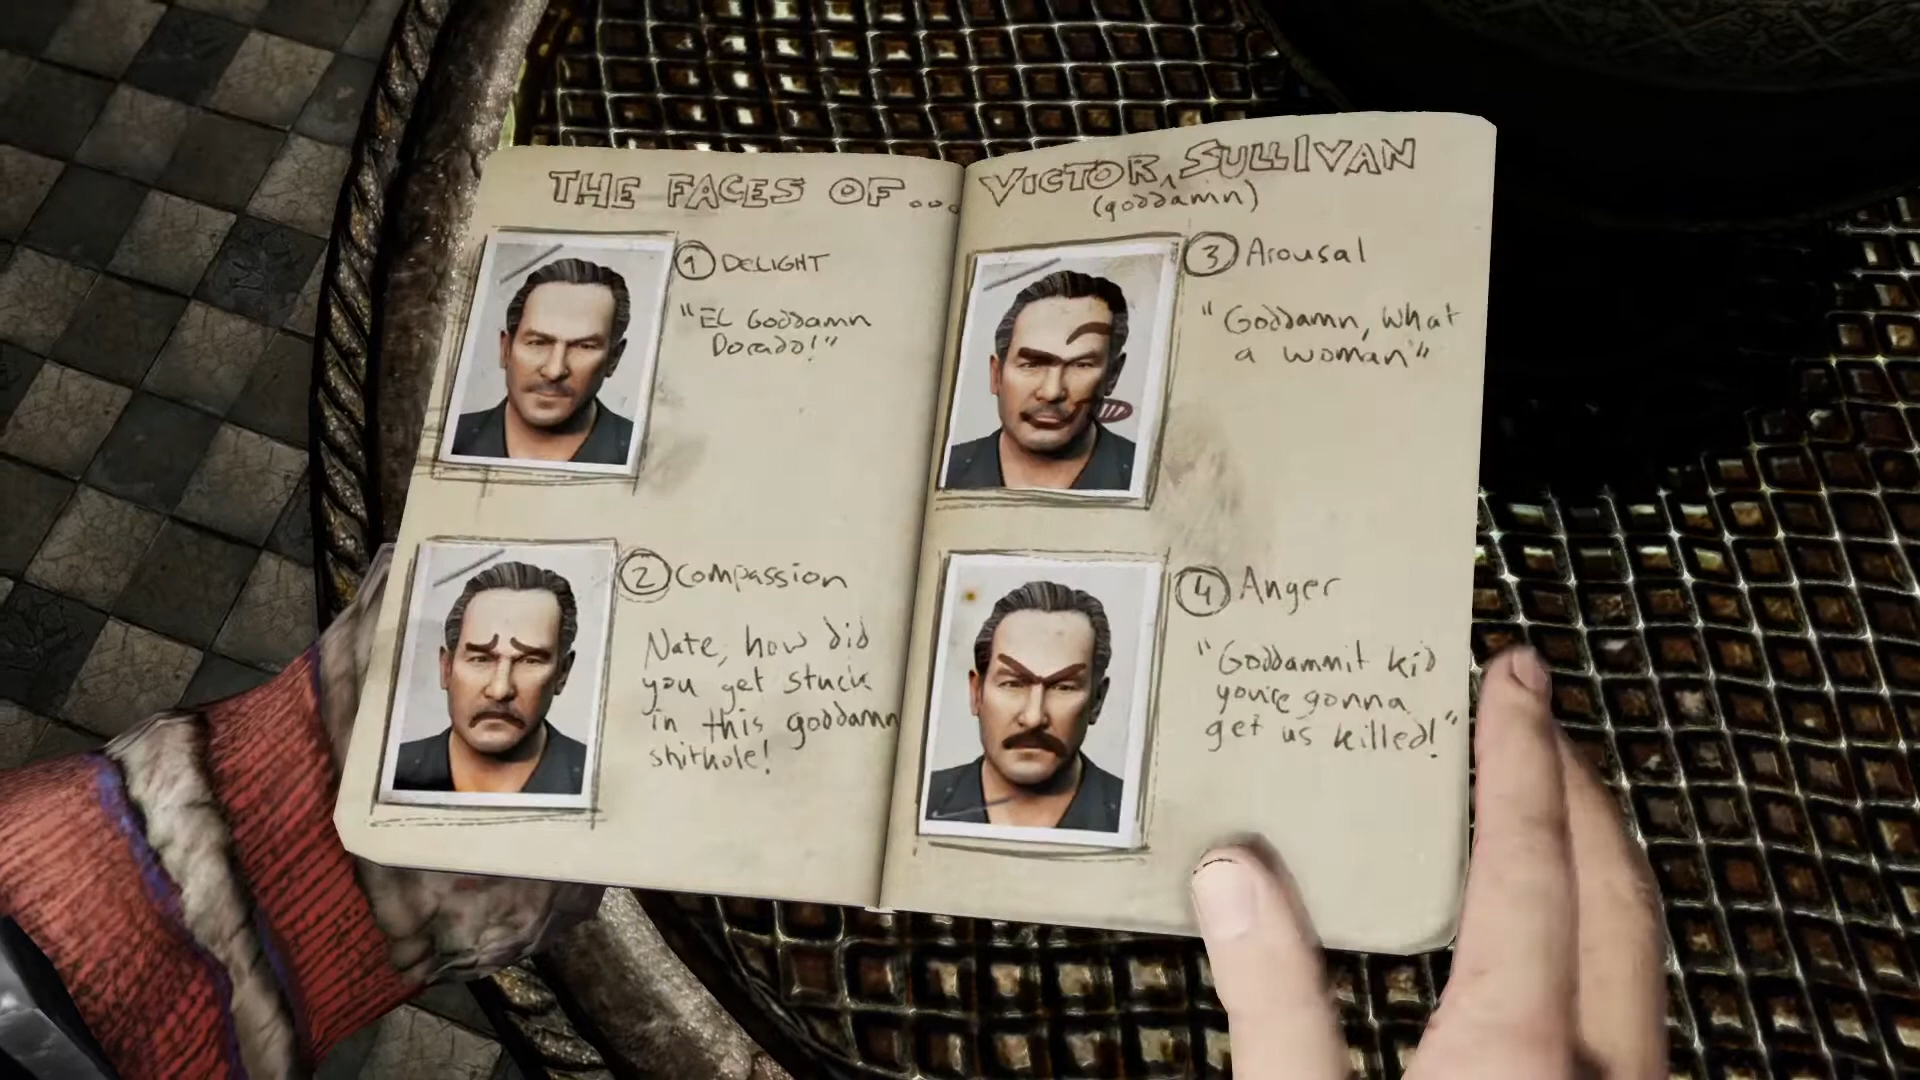 THE FACES OF...
① DELIGHT
"EL Goddamn
Dorado!"
② Compassion
Nate, how did
you get stuck
in this goddamn
shithole!
VICTOR, SULLIVAN
(goddamn)
③ Arousal
"Goddamn, what
a woman"
④ Anger
"Goddammit kid
you're gonna
get us killed!"